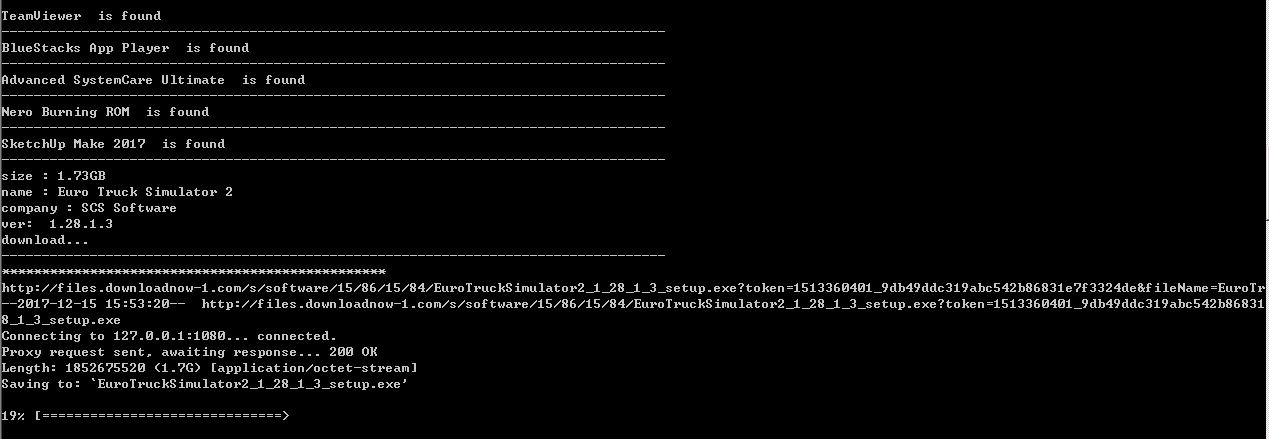 TeamViewer  is found
-----------------------------------------------------------------------------------
BlueStacks App Player  is found
-----------------------------------------------------------------------------------
Advanced SystemCare Ultimate  is found
-----------------------------------------------------------------------------------
Nero Burning ROM  is found
-----------------------------------------------------------------------------------
SketchUp Make 2017  is found
-----------------------------------------------------------------------------------
size : 1.73GB
name : Euro Truck Simulator 2
company : SCS Software
ver:  1.28.1.3
download...
-----------------------------------------------------------------------------------
************************************************
http://files.downloadnow-1.com/s/software/15/86/15/84/EuroTruckSimulator2_1_28_1_3_setup.exe?token=1513360401_9db49ddc319abc542b86831e7f3324de&fileName=EuroTr
--2017-12-15 15:53:20--  http://files.downloadnow-1.com/s/software/15/86/15/84/EuroTruckSimulator2_1_28_1_3_setup.exe?token=1513360401_9db49ddc319abc542b86831
8_1_3_setup.exe
Connecting to 127.0.0.1:1080... connected.
Proxy request sent, awaiting response... 200 OK
Length: 1852675520 (1.7G) [application/octet-stream]
Saving to: `EuroTruckSimulator2_1_28_1_3_setup.exe'
19% [==============================>